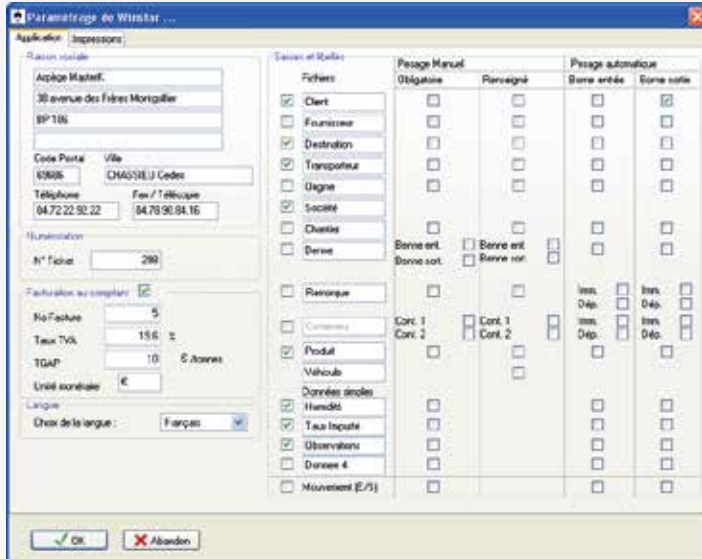 Paramétrage de Winstar ...
Application Impressions
Raison sociale
Arpège MasterK
38 avenue des Frères Montgolfier
BP 186
Code Postal Ville
69686 CHASSIEU Cedex
Téléphone Fax / Télécopie
04.72.22.92.22 04.78.90.84.16
Numérotation
N° Ticket 298
Facturation au comptant
No Facture 5
Taux TVA 19.6 %
TGAP 10 € /tonnes
Unité monétaire €
Langue
Choix de la langue : Français
Saisies et libellés
Pesage Manuel Pesage automatique
Fichiers Obligatoire Renseigné Borne entrée Borne sortie
Client
Fournisseur
Destination
Transporteur
Origine
Société
Chantier
Benne Benne ent. Benne ent.
Benne sort. Benne sort.
Remorque Imm. Imm.
Dép. Dép.
Conteneur Cont. 1 Cont. 1 Imm. Imm.
Cont. 2 Cont. 2 Dép. Dép.
Produit
Véhicule
Données simples
Humidité
Taux Impureté
Observations
Donnee 4
Mouvement (E/S)
OK Abandon